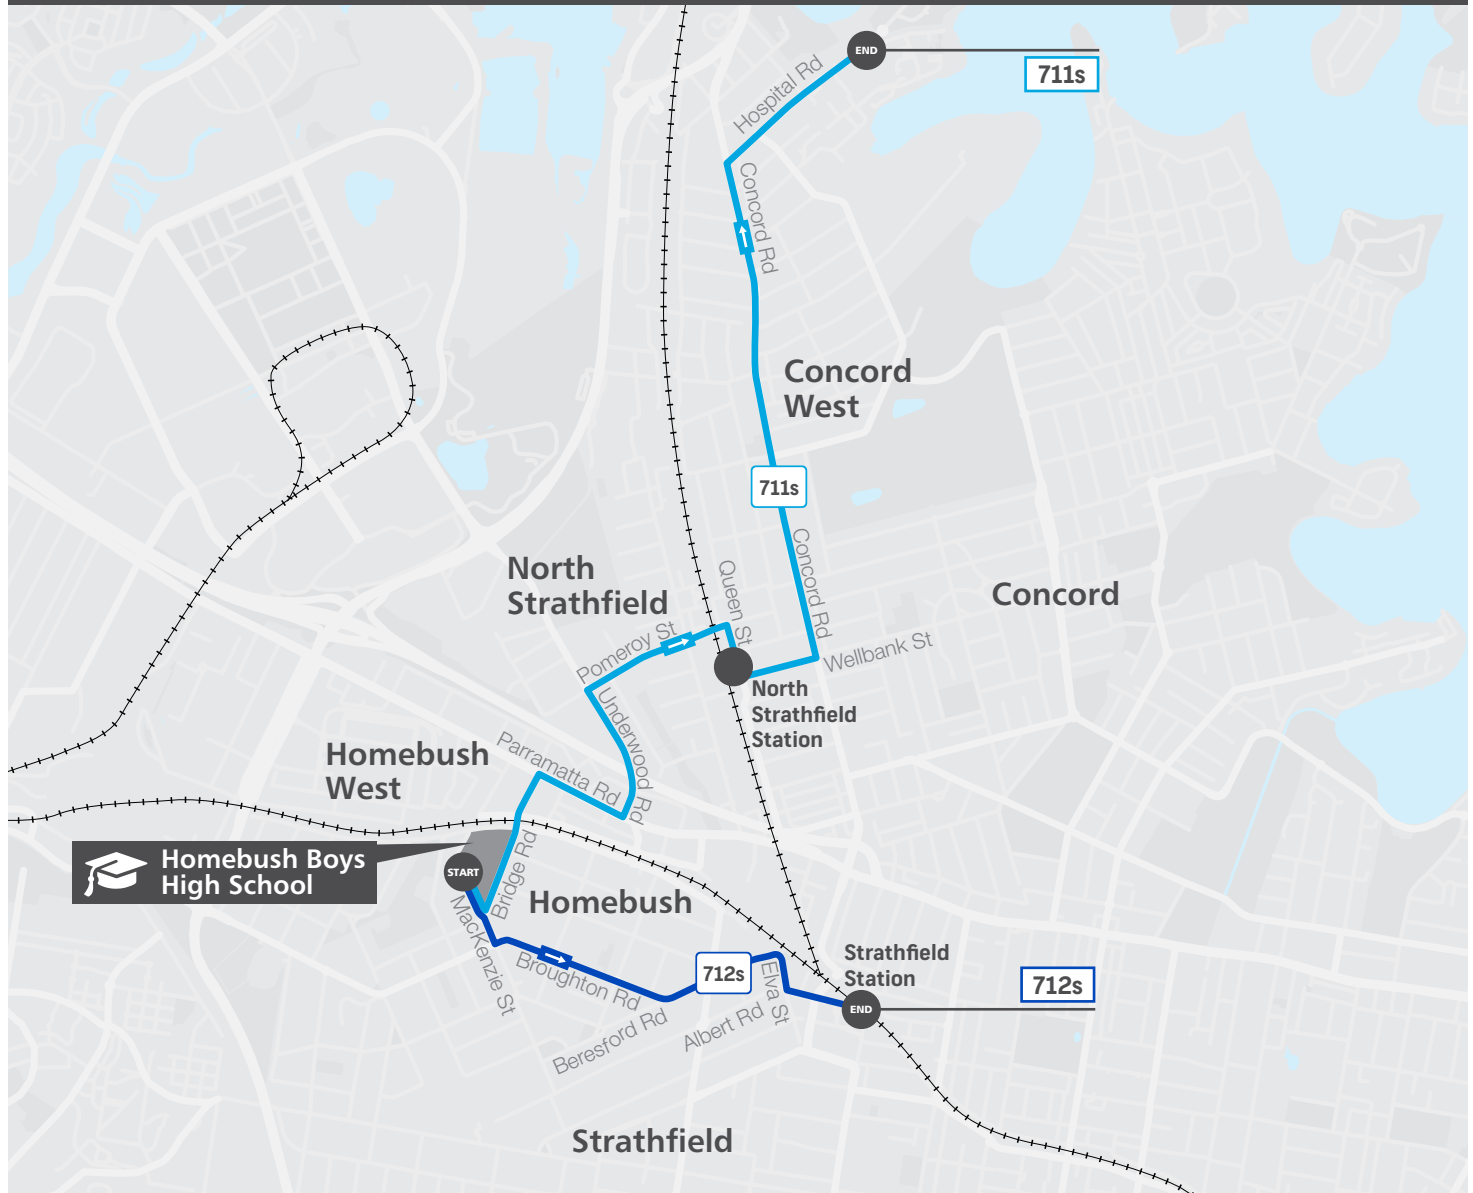 END
711s
Hospital Rd
Concord Rd
Concord
West
711s
Concord Rd
North
Strathfield
Queen St
Concord
Pomeroy St
Wellbank St
North
Strathfield
Station
Underwood Rd
Parramatta Rd
Homebush
West
Homebush Boys
High School
START
Bridge Rd
Homebush
MacKenzie St
Broughton Rd
712s
Elva St
Strathfield
Station
712s
END
Beresford Rd
Albert Rd
Strathfield